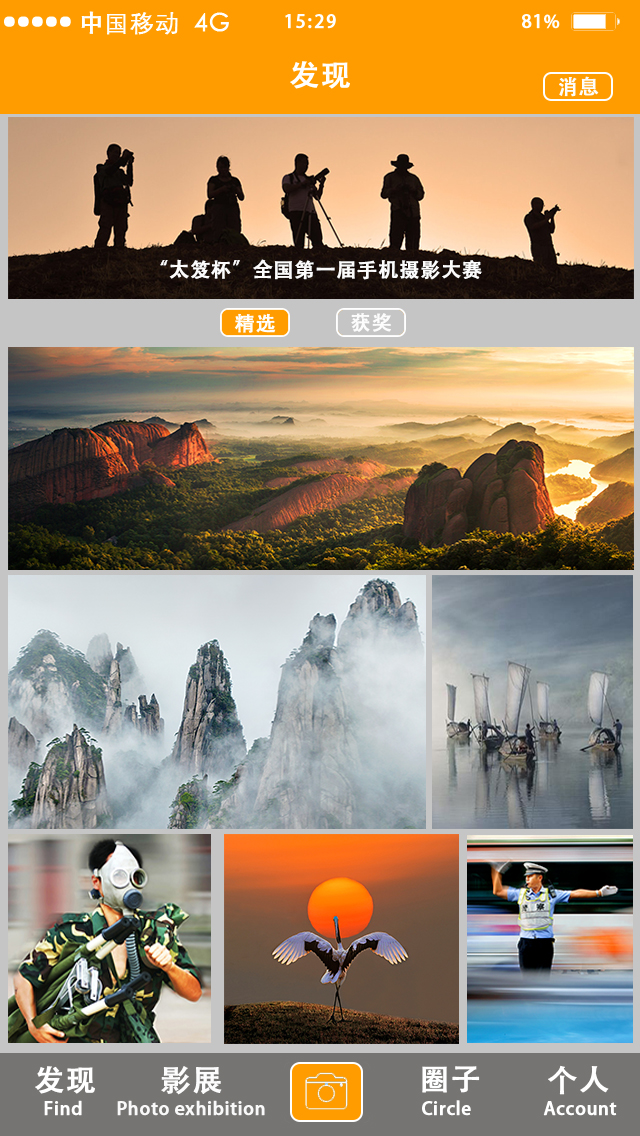 中国移动 4G 15:29 81%
发现
消息
“太笈杯”全国第一届手机摄影大赛
精选 获奖
发现 影展 圈子 个人
Find Photo exhibition Circle Account